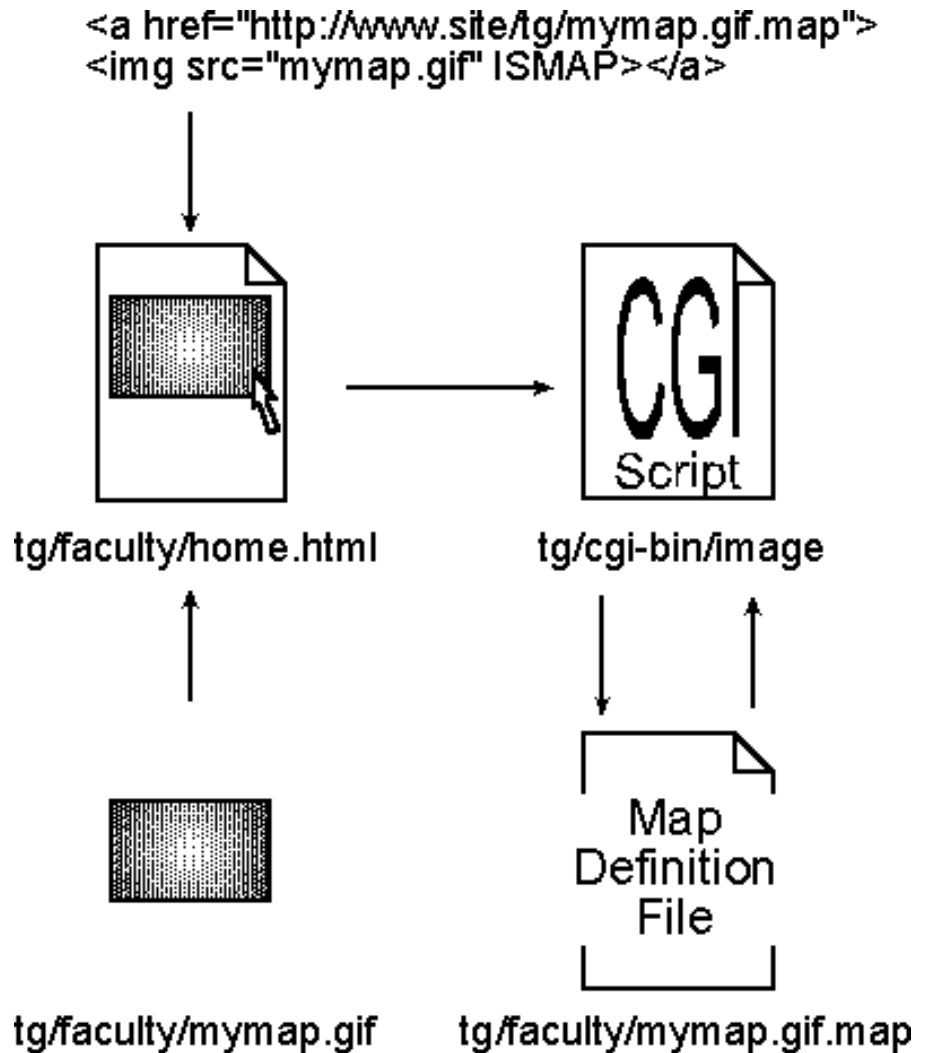 <a href="http://www.site/tg/mymap.gif.map">
<img src="mymap.gif" ISMAP></a>
CGI
Script
tg/faculty/home.html
tg/cgi-bin/image
Map
Definition
File
tg/faculty/mymap.gif
tg/faculty/mymap.gif.map